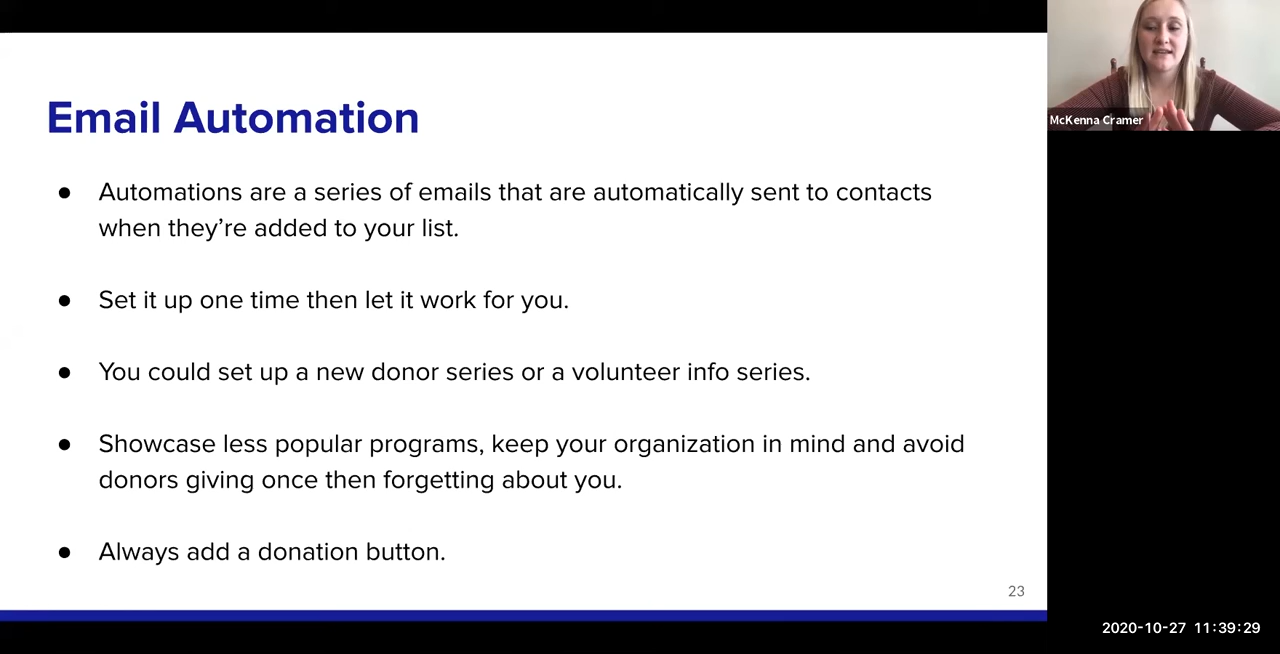 Email Automation
● Automations are a series of emails that are automatically sent to contacts
when they’re added to your list.
● Set it up one time then let it work for you.
● You could set up a new donor series or a volunteer info series.
● Showcase less popular programs, keep your organization in mind and avoid
donors giving once then forgetting about you.
● Always add a donation button.
23
McKenna Cramer
2020-10-27 11:39:29